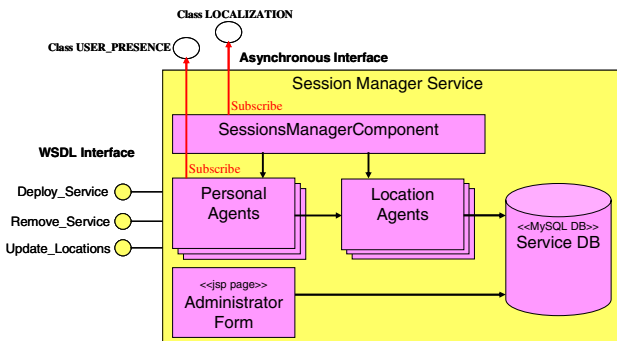 Class LOCALIZATION
Class USER_PRESENCE
Asynchronous Interface
Session Manager Service
Subscribe
SessionsManagerComponent
WSDL Interface
Subscribe
Deploy_Service
Remove_Service
Update_Locations
Personal
Agents
Location
Agents
<<MySQL DB>>
Service DB
<<jsp page>>
Administrator
Form